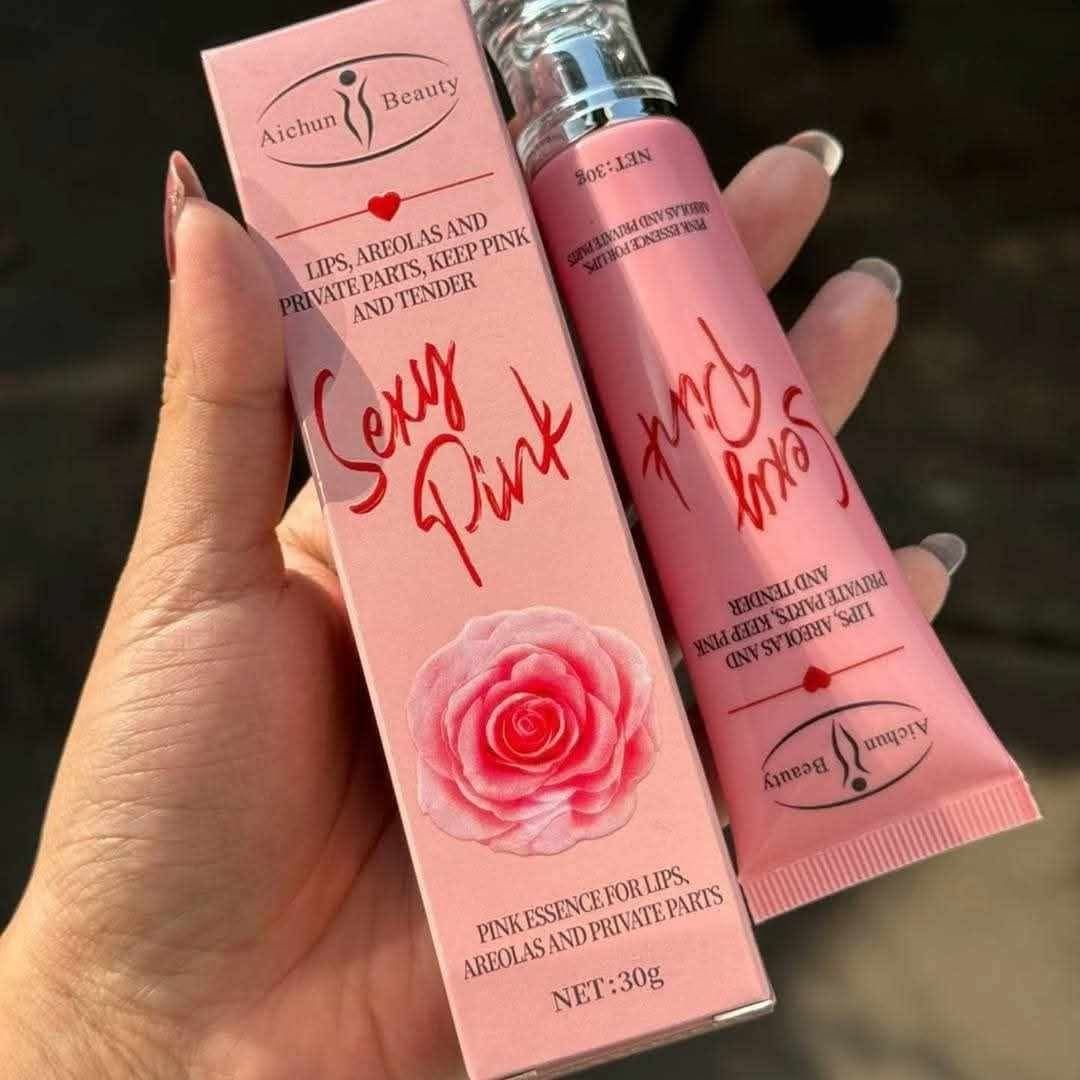 Aichun Beauty
LIPS, AREOLAS AND
PRIVATE PARTS, KEEP PINK
AND TENDER
Sexy
Pink
PINK ESSENCE FOR LIPS,
AREOLAS AND PRIVATE PARTS
NET:30g
Aichun Beauty
LIPS, AREOLAS AND
PRIVATE PARTS, KEEP PINK
AND TENDER
Sexy
Pink
PINK ESSENCE FOR LIPS,
AREOLAS AND PRIVATE PARTS
NET:30g